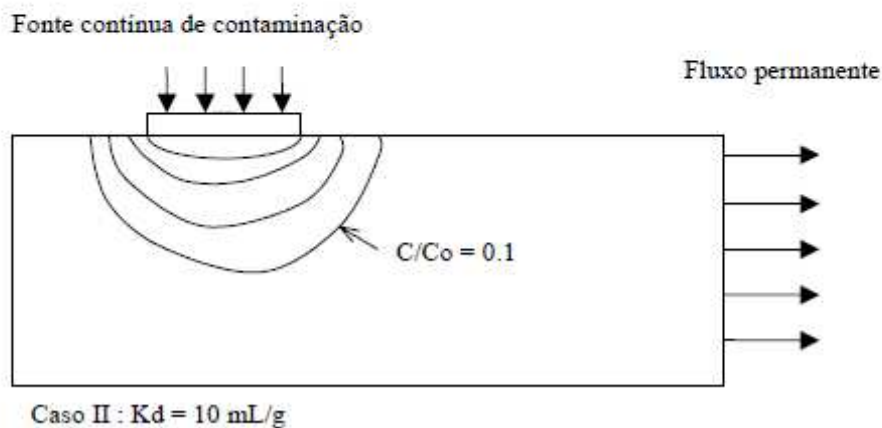 Fonte contínua de contaminação
Fluxo permanente
C/Co = 0.1
Caso II : Kd = 10 mL/g